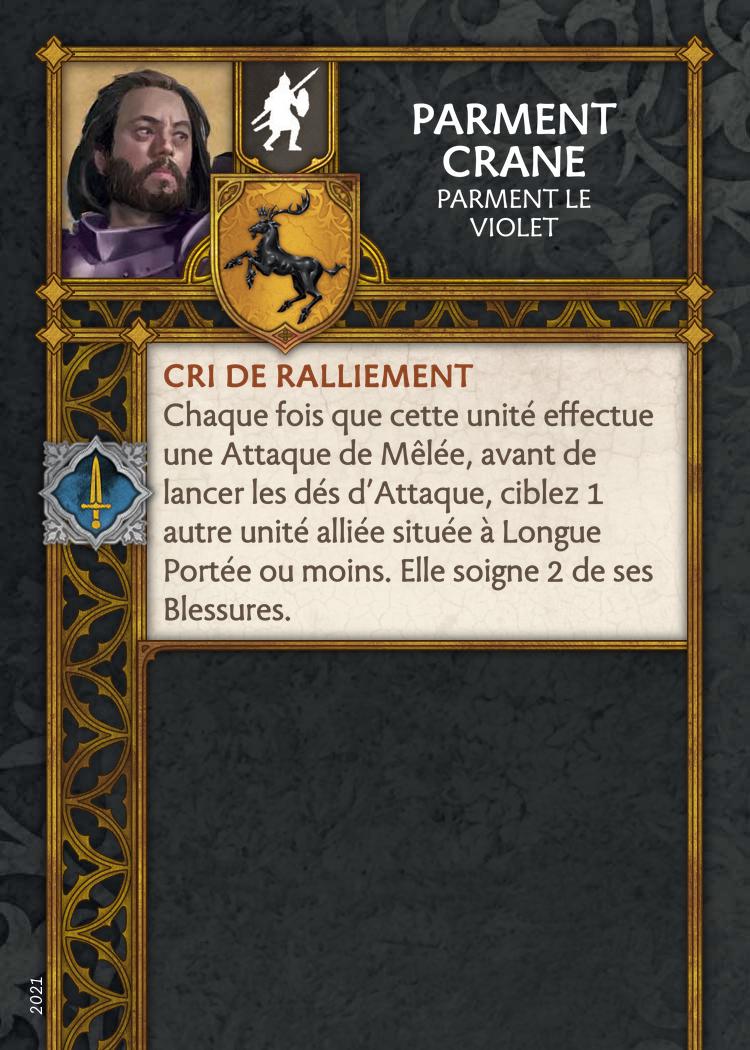 PARMENT
CRANE
PARMENT LE
VIOLET
CRI DE RALLIEMENT
Chaque fois que cette unité effectue
une Attaque de Mêlée, avant de
lancer les dés d'Attaque, ciblez 1
autre unité alliée située à Longue
Portée ou moins. Elle soigne 2 de ses
Blessures.
2021